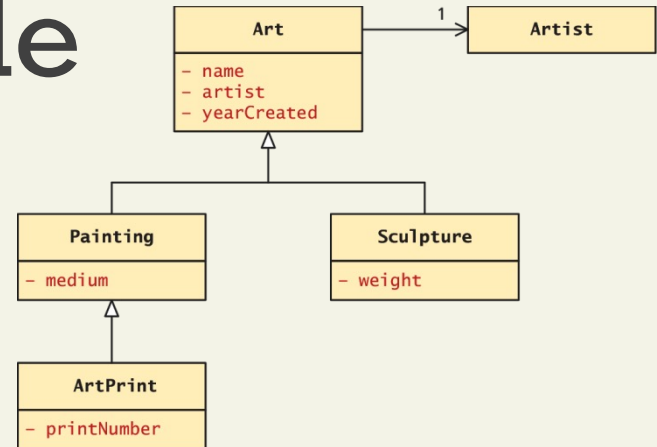 le
Art
1
Artist
– name
– artist
– yearCreated
Painting
Sculpture
– medium
– weight
ArtPrint
– printNumber